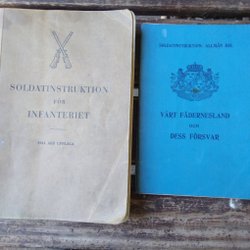 SOLDATINSTRUKTION
FÖR
INFANTERIET
SOLDATINSTRUKTION ALLMÄN DEL
VÅRT FÄDERNESLAND
OCH
DESS FÖRSVAR